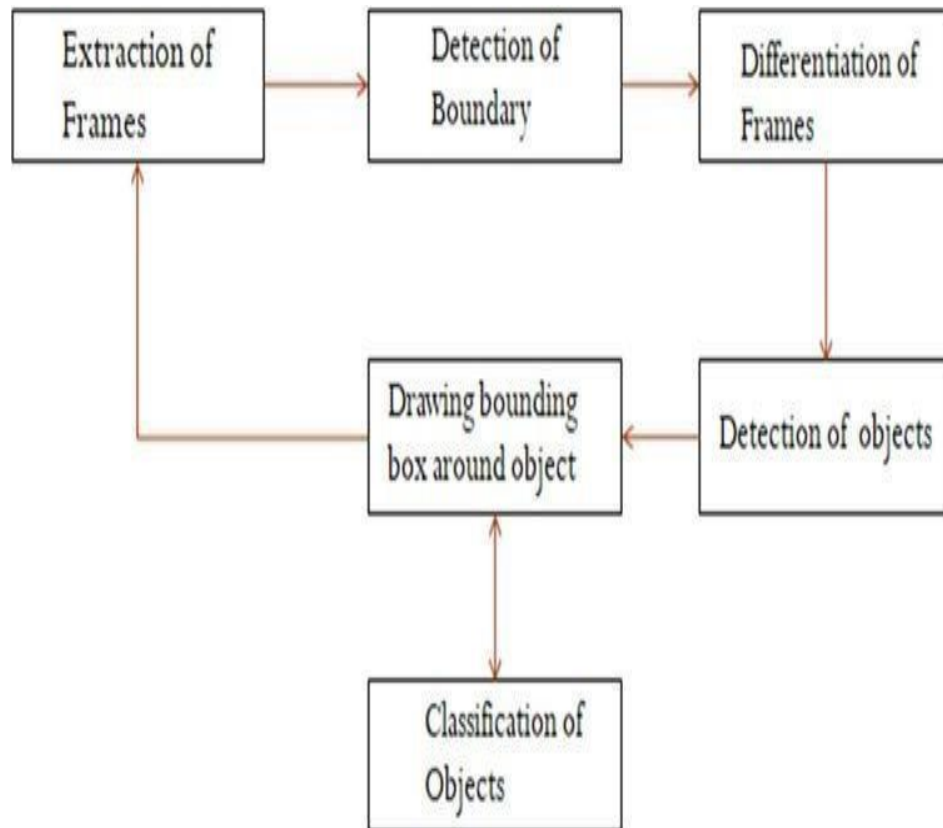 Extraction of
Frames
Detection of
Boundary
Differentiation of
Frames
Drawing bounding
box around object
Detection of objects
Classification of
Objects